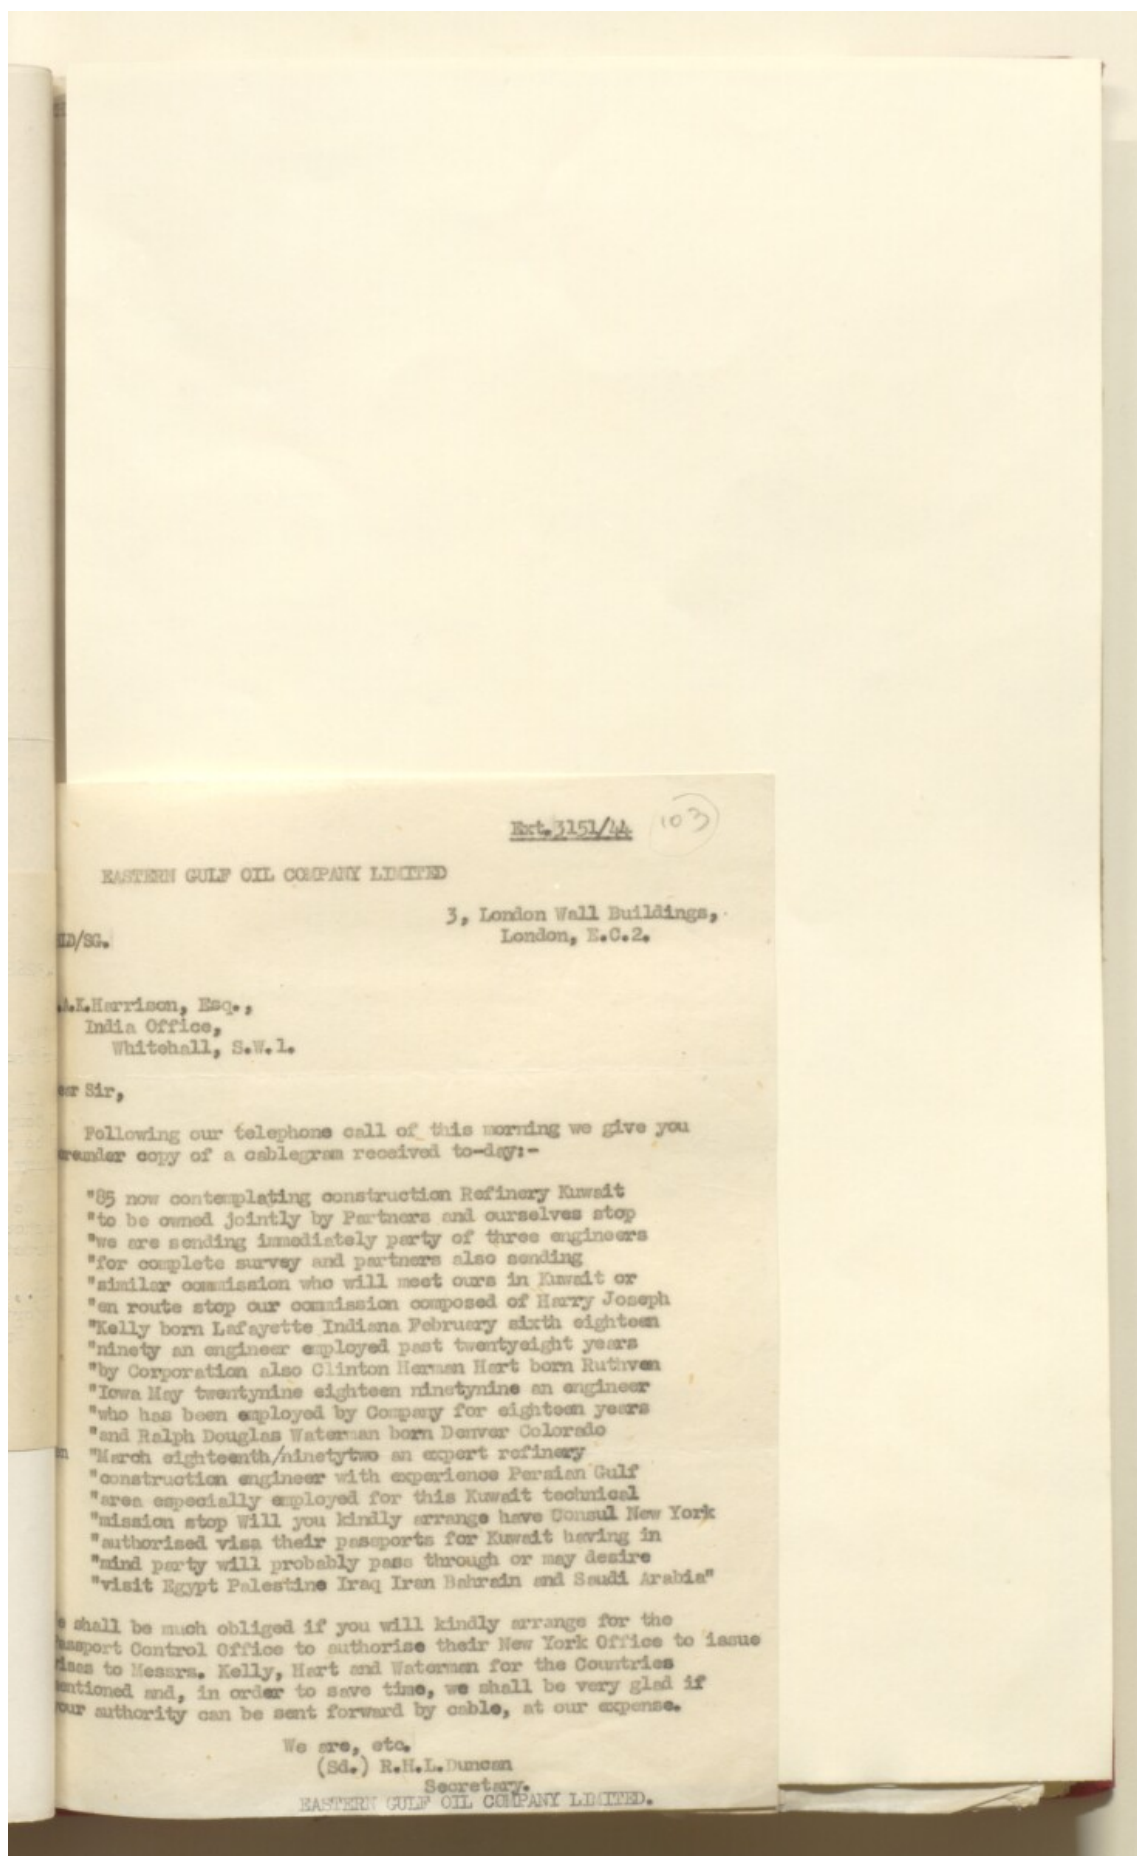 Ext.3151/44
103
EASTERN GULF OIL COMPANY LIMITED
3, London Wall Buildings,
London, E.C.2.
LD/SG.
.A.K.Harrison, Esq.,
India Office,
Whitehall, S.W.1.
ear Sir,
Following our telephone call of this morning we give you
ereunder copy of a cablegram received to-day:-
"85 now contemplating construction Refinery Kuwait
"to be owned jointly by Partners and ourselves stop
"we are sending immediately party of three engineers
"for complete survey and partners also sending
"similar commission who will meet ours in Kuwait or
"en route stop our commission composed of Harry Joseph
"Kelly born Lafayette Indiana February sixth eighteen
"ninety an engineer employed past twentyeight years
"by Corporation also Clinton Herman Hart born Ruthven
"Iowa May twentynine eighteen ninetynine an engineer
"who has been employed by Company for eighteen years
"and Ralph Douglas Waterman born Denver Colorado
en "March eighteenth/ninetytwo an expert refinery
"construction engineer with experience Persian Gulf
"area especially employed for this Kuwait technical
"mission stop Will you kindly arrange have Consul New York
"authorised visa their passports for Kuwait having in
"mind party will probably pass through or may desire
"visit Egypt Palestine Iraq Iran Bahrain and Saudi Arabia"
e shall be much obliged if you will kindly arrange for the
assport Control Office to authorise their New York Office to issue
isas to Messrs. Kelly, Hart and Waterman for the Countries
entioned and, in order to save time, we shall be very glad if
our authority can be sent forward by cable, at our expense.
We are, etc.
(Sd.) R.H.L.Duncan
Secretary.
EASTERN GULF OIL COMPANY LIMITED.